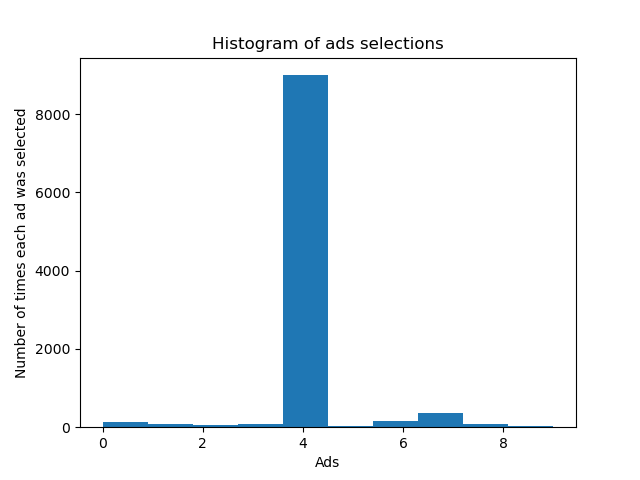 Histogram of ads selections
Number of times each ad was selected
8000
6000
4000
2000
0
0 2 4 6 8
Ads